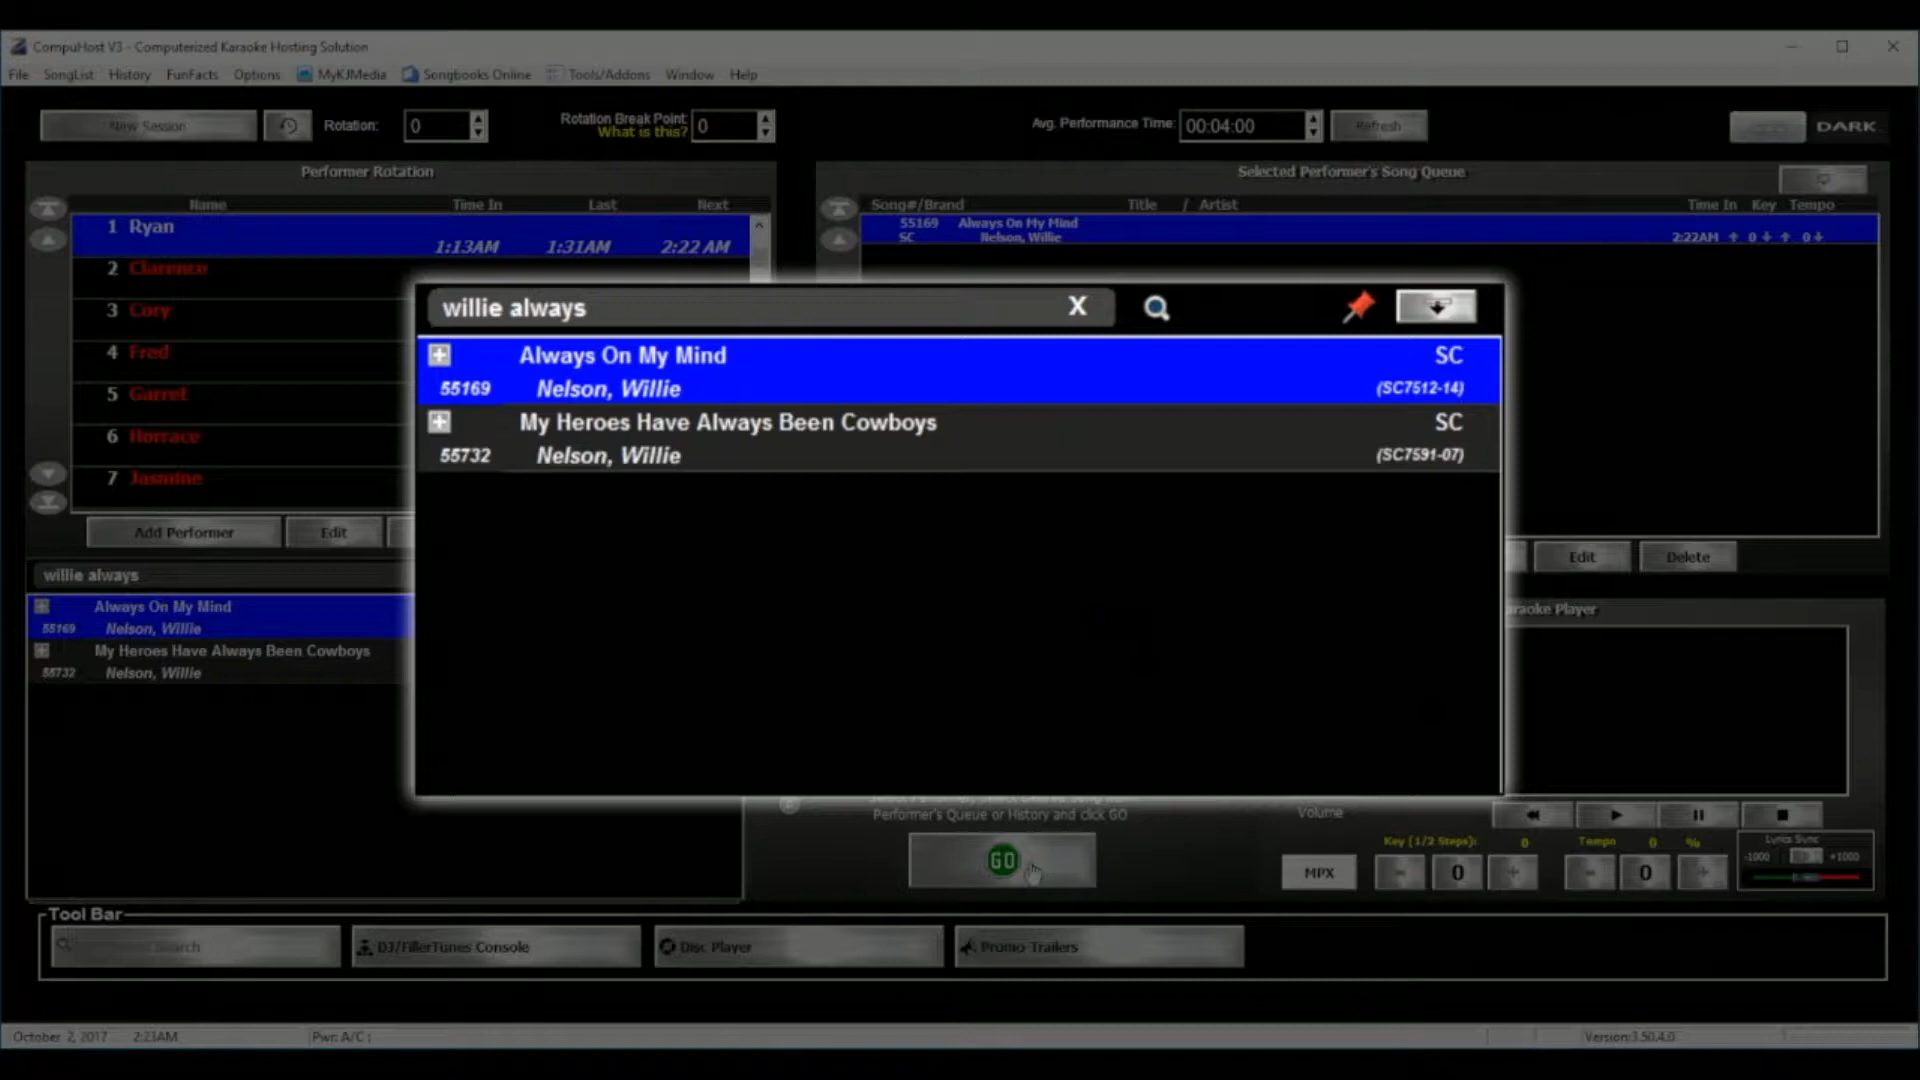 CompuHost V3 - Computerized Karaoke Hosting Solution
File SongList History FunFacts Options MyKJMedia Songbooks Online Tools/Addons Window Help
New Session Rotation: 0 Rotation Break Point: 0 Avg. Performance Time: 00:04:00 Refresh DARK
What is this?
Performer Rotation
Selected Performer's Song Queue
Name Time In Last Next
Song#/Brand Title / Artist Time In Key Tempo
1 Ryan
1:13AM 1:31AM 2:22 AM
55169 Always On My Mind
SC Nelson, Willie 2:22AM 0 0
2 Clarence
3 Cory
4 Fred
5 Garret
6 Horrace
7 Jasmine
willie always X
Always On My Mind SC
55169 Nelson, Willie (SC7512-14)
My Heroes Have Always Been Cowboys SC
55732 Nelson, Willie (SC7591-07)
Add Performer Edit
Edit Delete
willie always
Always On My Mind
55169 Nelson, Willie
My Heroes Have Always Been Cowboys
55732 Nelson, Willie
araoke Player
Performer's Queue or History and click GO
GO
Volume
MPX
Key (1/2 Steps): 0
- 0 +
Tempo 0 %
- 0 +
Lyrics Sync
-1000 +1000
Tool Bar
Search DJ/FillerTunes Console Disc Player Promo Trailers
October 2, 2017 2:23AM Pwr: A/C : Version:3.50.4.0